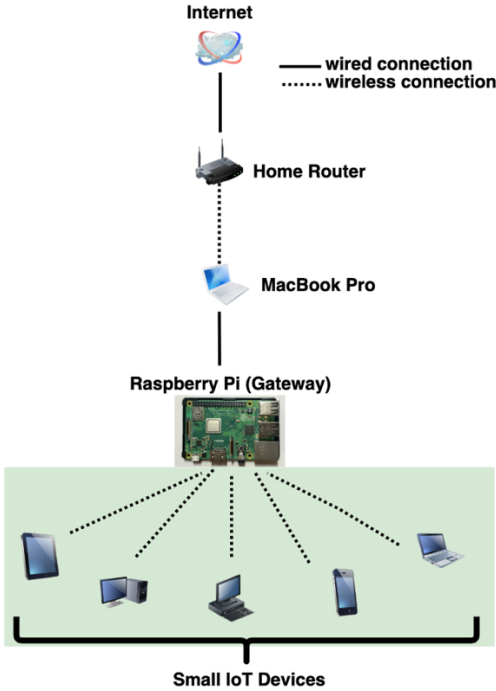 Internet
wired connection
wireless connection
Home Router
MacBook Pro
Raspberry Pi (Gateway)
Small IoT Devices